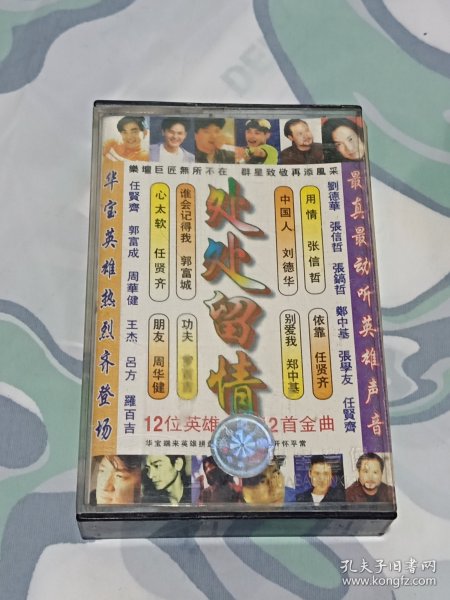 樂壇巨匠無所不在 群星致敬再添風采
最真最动听英雄声音
劉德華 張信哲 張鎬哲 鄭中基 張學友 任賢齊
用情 张信哲
依靠 任贤齐
中国人 刘德华
别爱我 郑中基
处处留情
谁会记得我 郭富城
功夫
心太软 任贤齐
朋友 周华健
任賢齊 郭富成 周華健 王杰 呂方 羅百吉
华宝英雄热烈齐登场
12位英雄
2首金曲
孔夫子旧书网
www.kongfz.com